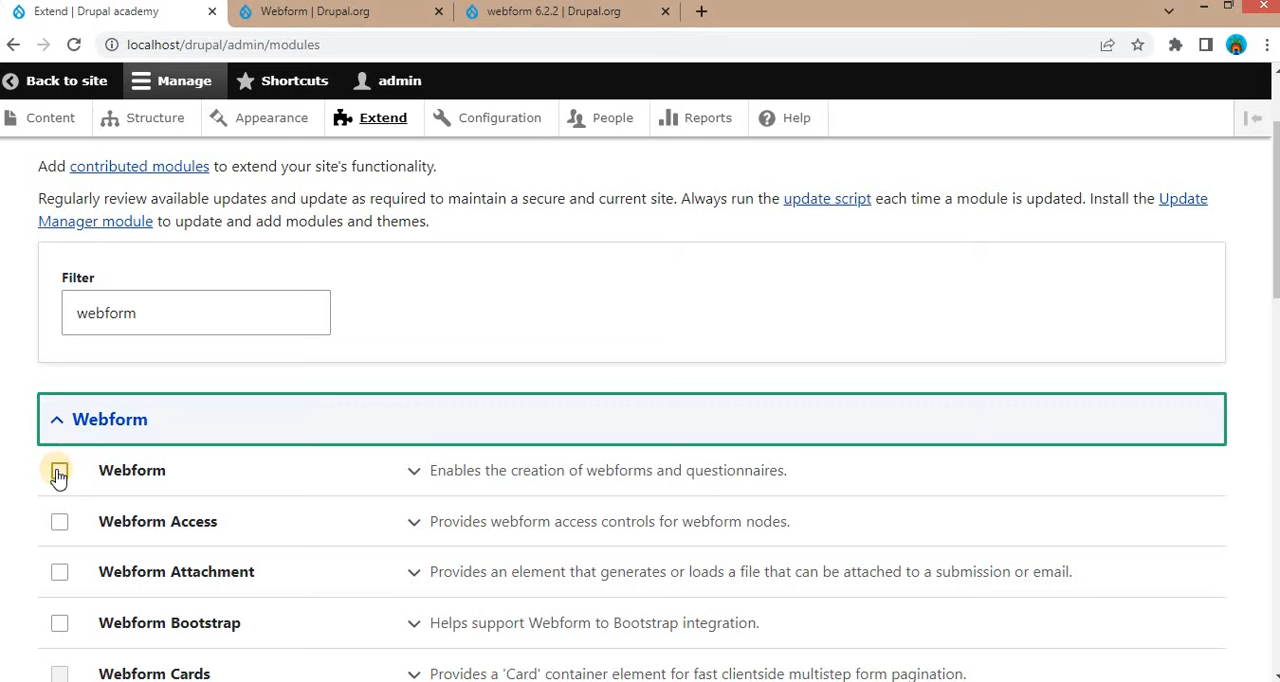 Extend | Drupal academy
Webform | Drupal.org
webform 6.2.2 | Drupal.org
localhost/drupal/admin/modules
Back to site
Manage
Shortcuts
admin
Content
Structure
Appearance
Extend
Configuration
People
Reports
Help
Add contributed modules to extend your site's functionality.
Regularly review available updates and update as required to maintain a secure and current site. Always run the update script each time a module is updated. Install the Update
Manager module to update and add modules and themes.
Filter
webform
Webform
Webform Enables the creation of webforms and questionnaires.
Webform Access Provides webform access controls for webform nodes.
Webform Attachment Provides an element that generates or loads a file that can be attached to a submission or email.
Webform Bootstrap Helps support Webform to Bootstrap integration.
Webform Cards Provides a 'Card' container element for fast clientside multistep form pagination.